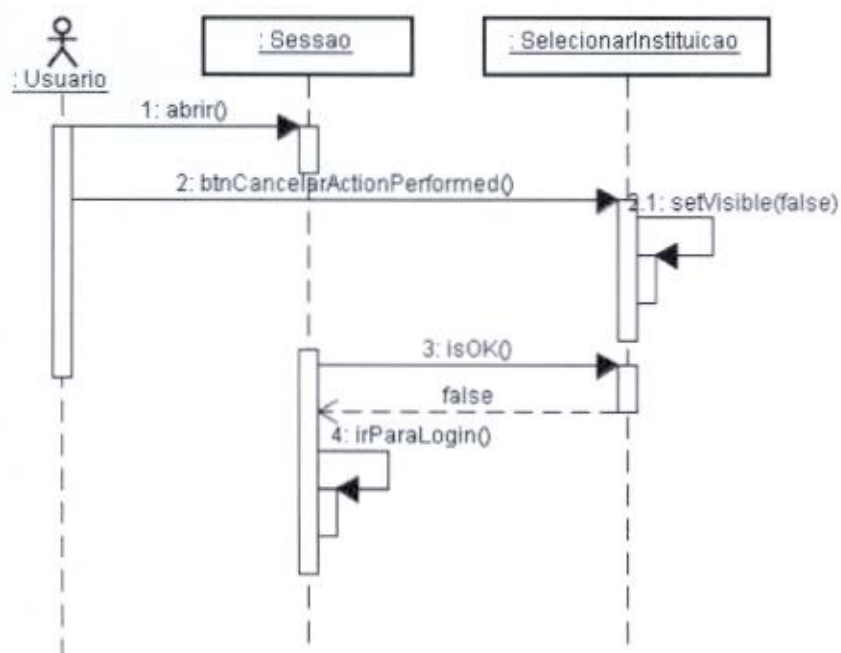 : Usuario
: Sessao
: SelecionarInstituicao
1: abrir()
2: btnCancelarActionPerformed()
2.1: setVisible(false)
3: isOK()
false
4: irParaLogin()